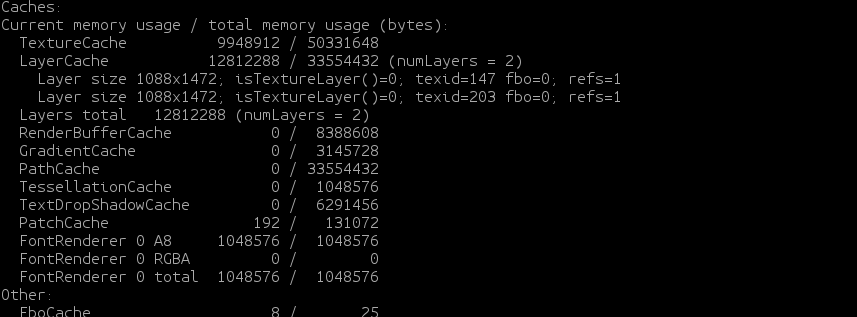 Caches:
Current memory usage / total memory usage (bytes):
  TextureCache          9948912 / 50331648
  LayerCache           12812288 / 33554432 (numLayers = 2)
    Layer size 1088x1472; isTextureLayer()=0; texid=147 fbo=0; refs=1
    Layer size 1088x1472; isTextureLayer()=0; texid=203 fbo=0; refs=1
  Layers total   12812288 (numLayers = 2)
  RenderBufferCache           0 /  8388608
  GradientCache               0 /  3145728
  PathCache                   0 / 33554432
  TessellationCache           0 /  1048576
  TextDropShadowCache         0 /  6291456
  PatchCache                192 /   131072
  FontRenderer 0 A8     1048576 /  1048576
  FontRenderer 0 RGBA         0 /        0
  FontRenderer 0 total  1048576 /  1048576
Other:
  FboCache                    8 /       25